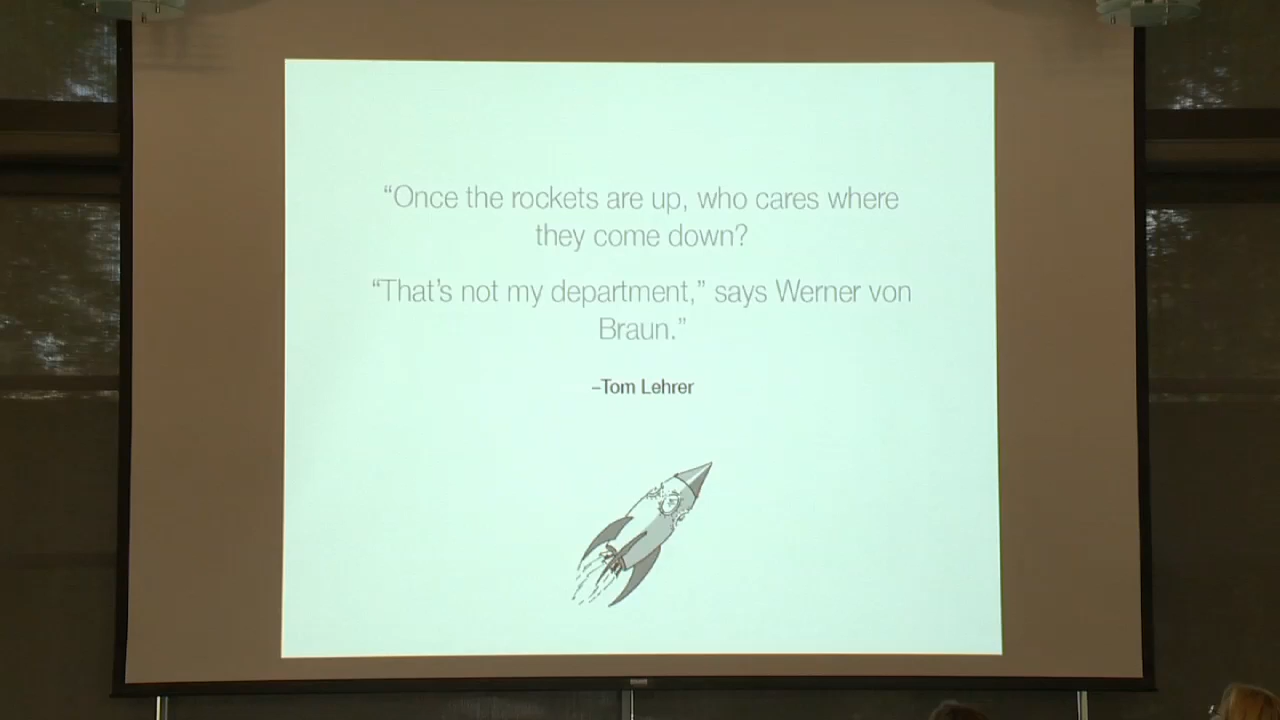 “Once the rockets are up, who cares where
they come down?
“That’s not my department,” says Werner von
Braun.”
–Tom Lehrer